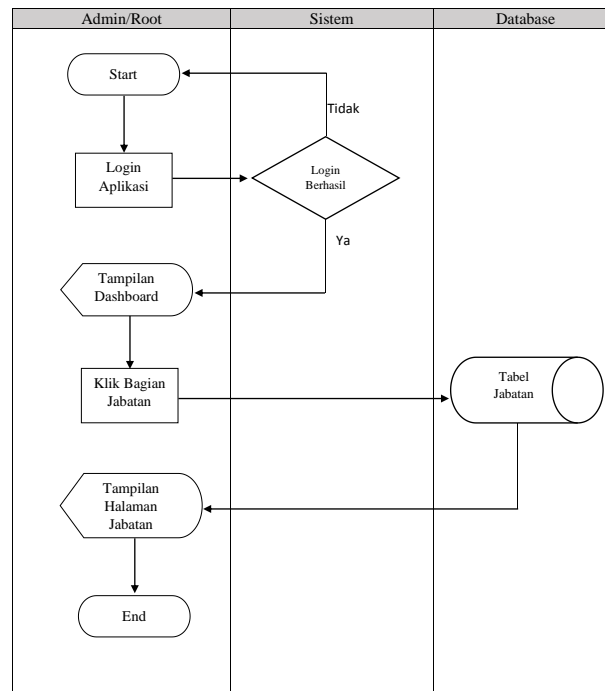 Admin/Root
Sistem
Database
Start
Tidak
Login
Aplikasi
Login
Berhasil
Ya
Tampilan
Dashboard
Klik Bagian
Jabatan
Tabel
Jabatan
Tampilan
Halaman
Jabatan
End